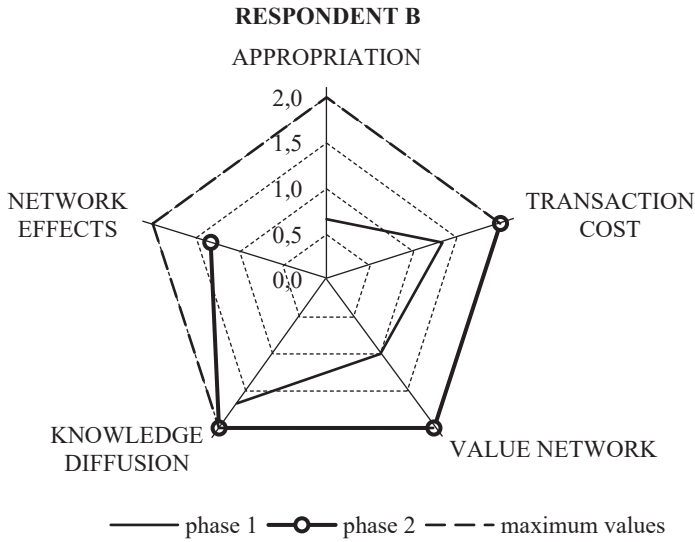 RESPONDENT B
APPROPRIATION
2,0
1,5
1,0
0,5
0,0
NETWORK
EFFECTS
TRANSACTION
COST
KNOWLEDGE
DIFFUSION
VALUE NETWORK
phase 1 phase 2 maximum values